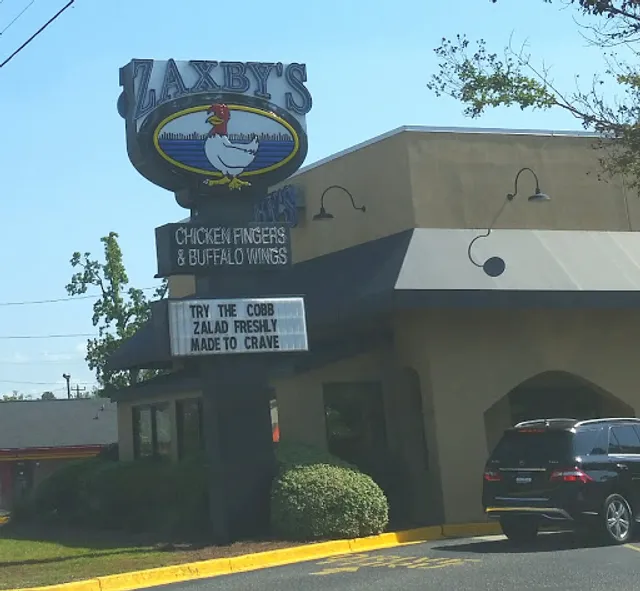 ZAXBY'S
CHICKEN FINGERS
& BUFFALO WINGS
TRY THE COBB
ZALAD FRESHLY
MADE TO CRAVE